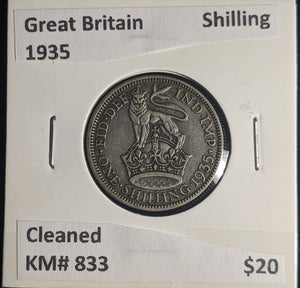 Great Britain Shilling
1935
·FID·DEF IND·IMP·
·ONE·SHILLING·1935·
Cleaned
KM# 833 $20